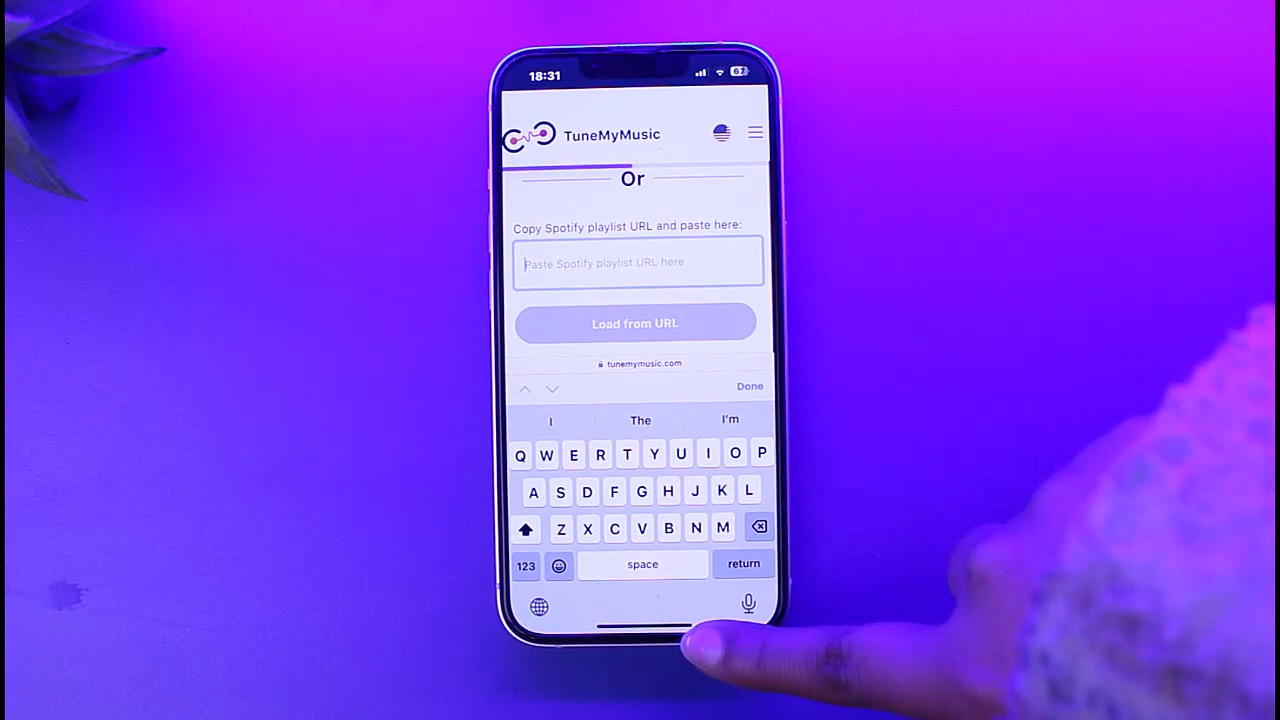 18:31 67
TuneMyMusic
Or
Copy Spotify playlist URL and paste here:
Paste Spotify playlist URL here
Load from URL
tunemymusic.com
Done
I The I'm
Q W E R T Y U I O P
A S D F G H J K L
Z X C V B N M
123 space return